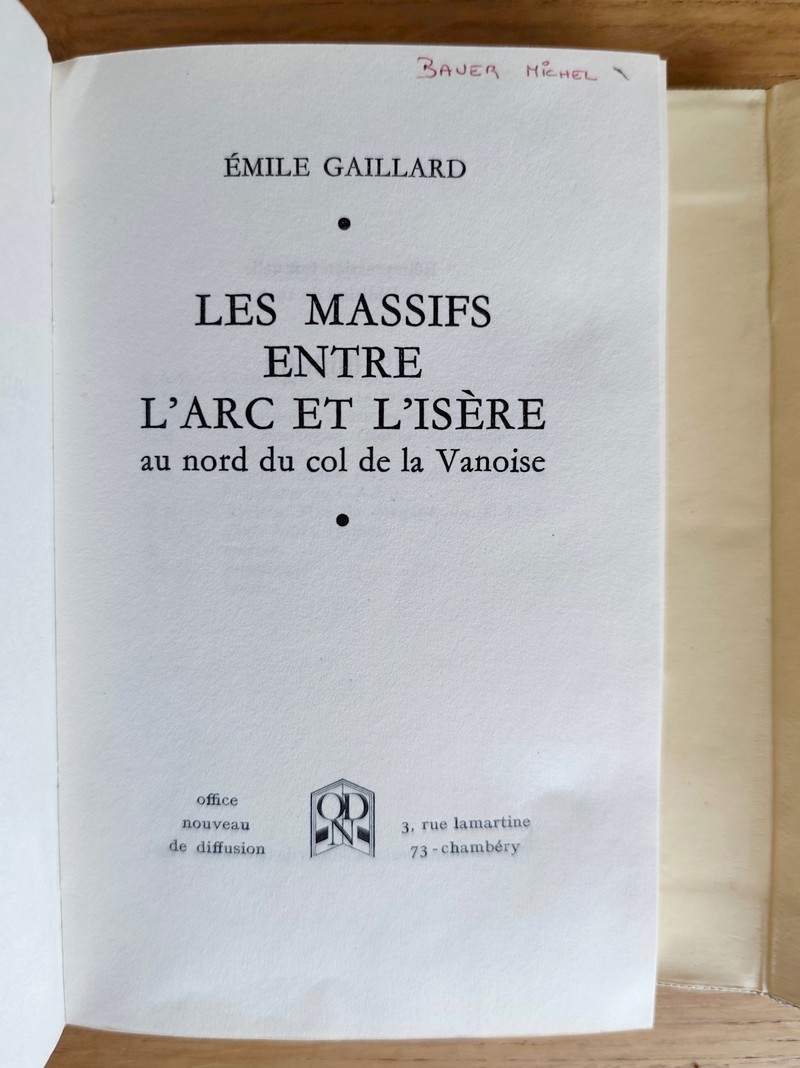 BAUER MICHEL
ÉMILE GAILLARD
LES MASSIFS
ENTRE
L'ARC ET L'ISÈRE
au nord du col de la Vanoise
office
nouveau
de diffusion
ODN
3, rue lamartine
73 - chambéry